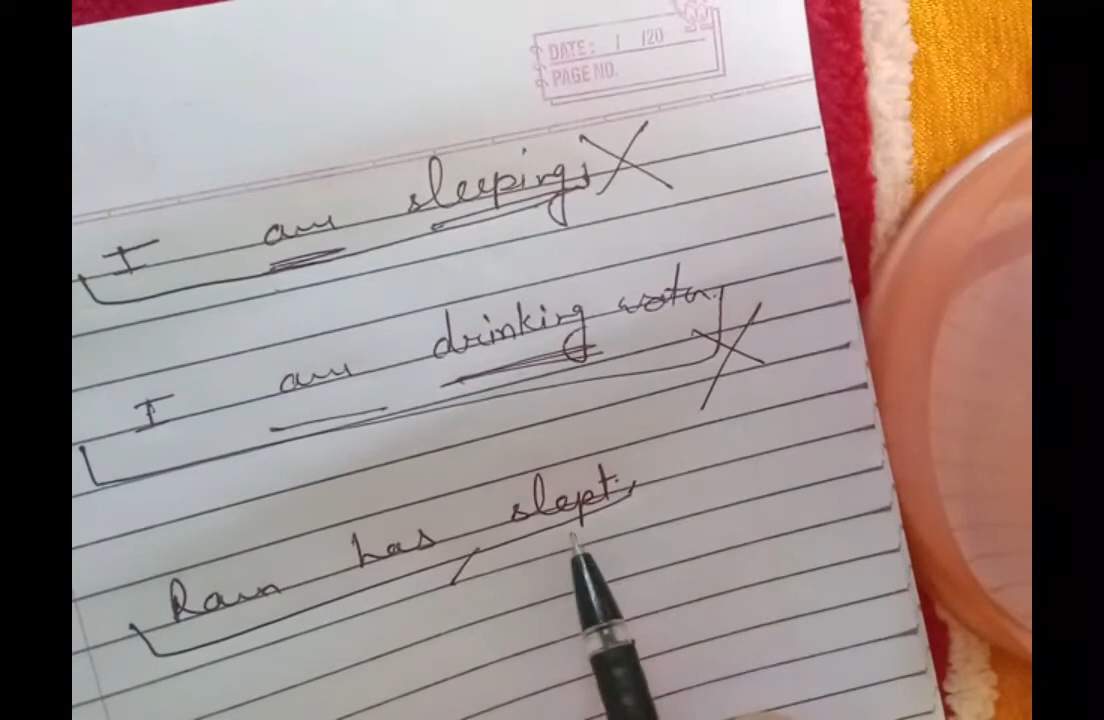 DATE: / /20
PAGE NO.
I am sleeping
I am drinking water.
Ram has slept.